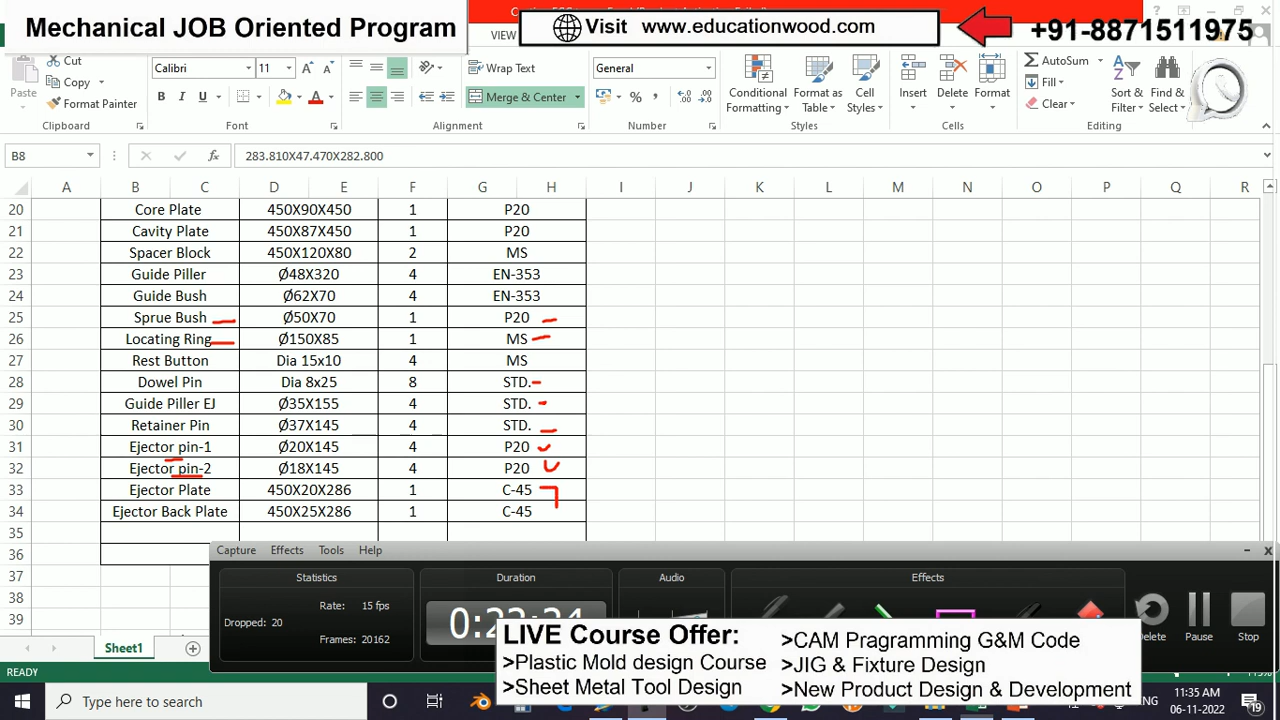 Mechanical JOB Oriented Program
Visit www.educationwood.com
+91-8871511975
VIEW
Cut
Copy
Format Painter
Paste
Clipboard
Calibri 11
B I U
Font
Wrap Text
Merge & Center
Alignment
General
Number
Conditional Formatting
Format as Table
Cell Styles
Styles
Insert
Delete
Format
Cells
AutoSum
Fill
Clear
Sort & Filter
Find & Select
Editing
B8 283.810X47.470X282.800
A B C D E F G H I J K L M N O P Q R
20 Core Plate 450X90X450 1 P20
21 Cavity Plate 450X87X450 1 P20
22 Spacer Block 450X120X80 2 MS
23 Guide Piller Ø48X320 4 EN-353
24 Guide Bush Ø62X70 4 EN-353
25 Sprue Bush Ø50X70 1 P20
26 Locating Ring Ø150X85 1 MS
27 Rest Button Dia 15x10 4 MS
28 Dowel Pin Dia 8x25 8 STD.
29 Guide Piller EJ Ø35X155 4 STD.
30 Retainer Pin Ø37X145 4 STD.
31 Ejector pin-1 Ø20X145 4 P20
32 Ejector pin-2 Ø18X145 4 P20
33 Ejector Plate 450X20X286 1 C-45
34 Ejector Back Plate 450X25X286 1 C-45
35
36
37
38
39
Capture Effects Tools Help
Statistics
Rate: 15 fps
Dropped: 20
Frames: 20162
Duration
Audio
Effects
Delete
Pause
Stop
LIVE Course Offer:
>Plastic Mold design Course
>Sheet Metal Tool Design
>CAM Pragramming G&M Code
>JIG & Fixture Design
>New Product Design & Development
Sheet1
READY
Type here to search
11:35 AM
06-11-2022
19